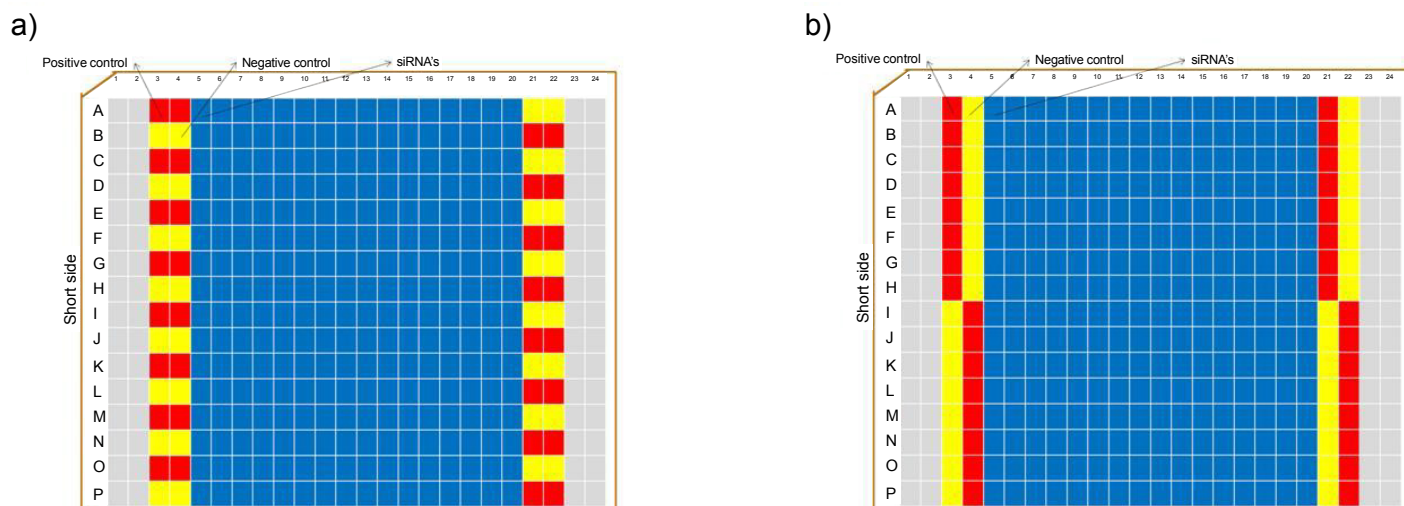 a)
Positive control
Negative control
siRNA's
1 2 3 4 5 6 7 8 9 10 11 12 13 14 15 16 17 18 19 20 21 22 23 24
Short side
A
B
C
D
E
F
G
H
I
J
K
L
M
N
O
P
b)
Positive control
Negative control
siRNA's
1 2 3 4 5 6 7 8 9 10 11 12 13 14 15 16 17 18 19 20 21 22 23 24
Short side
A
B
C
D
E
F
G
H
I
J
K
L
M
N
O
P